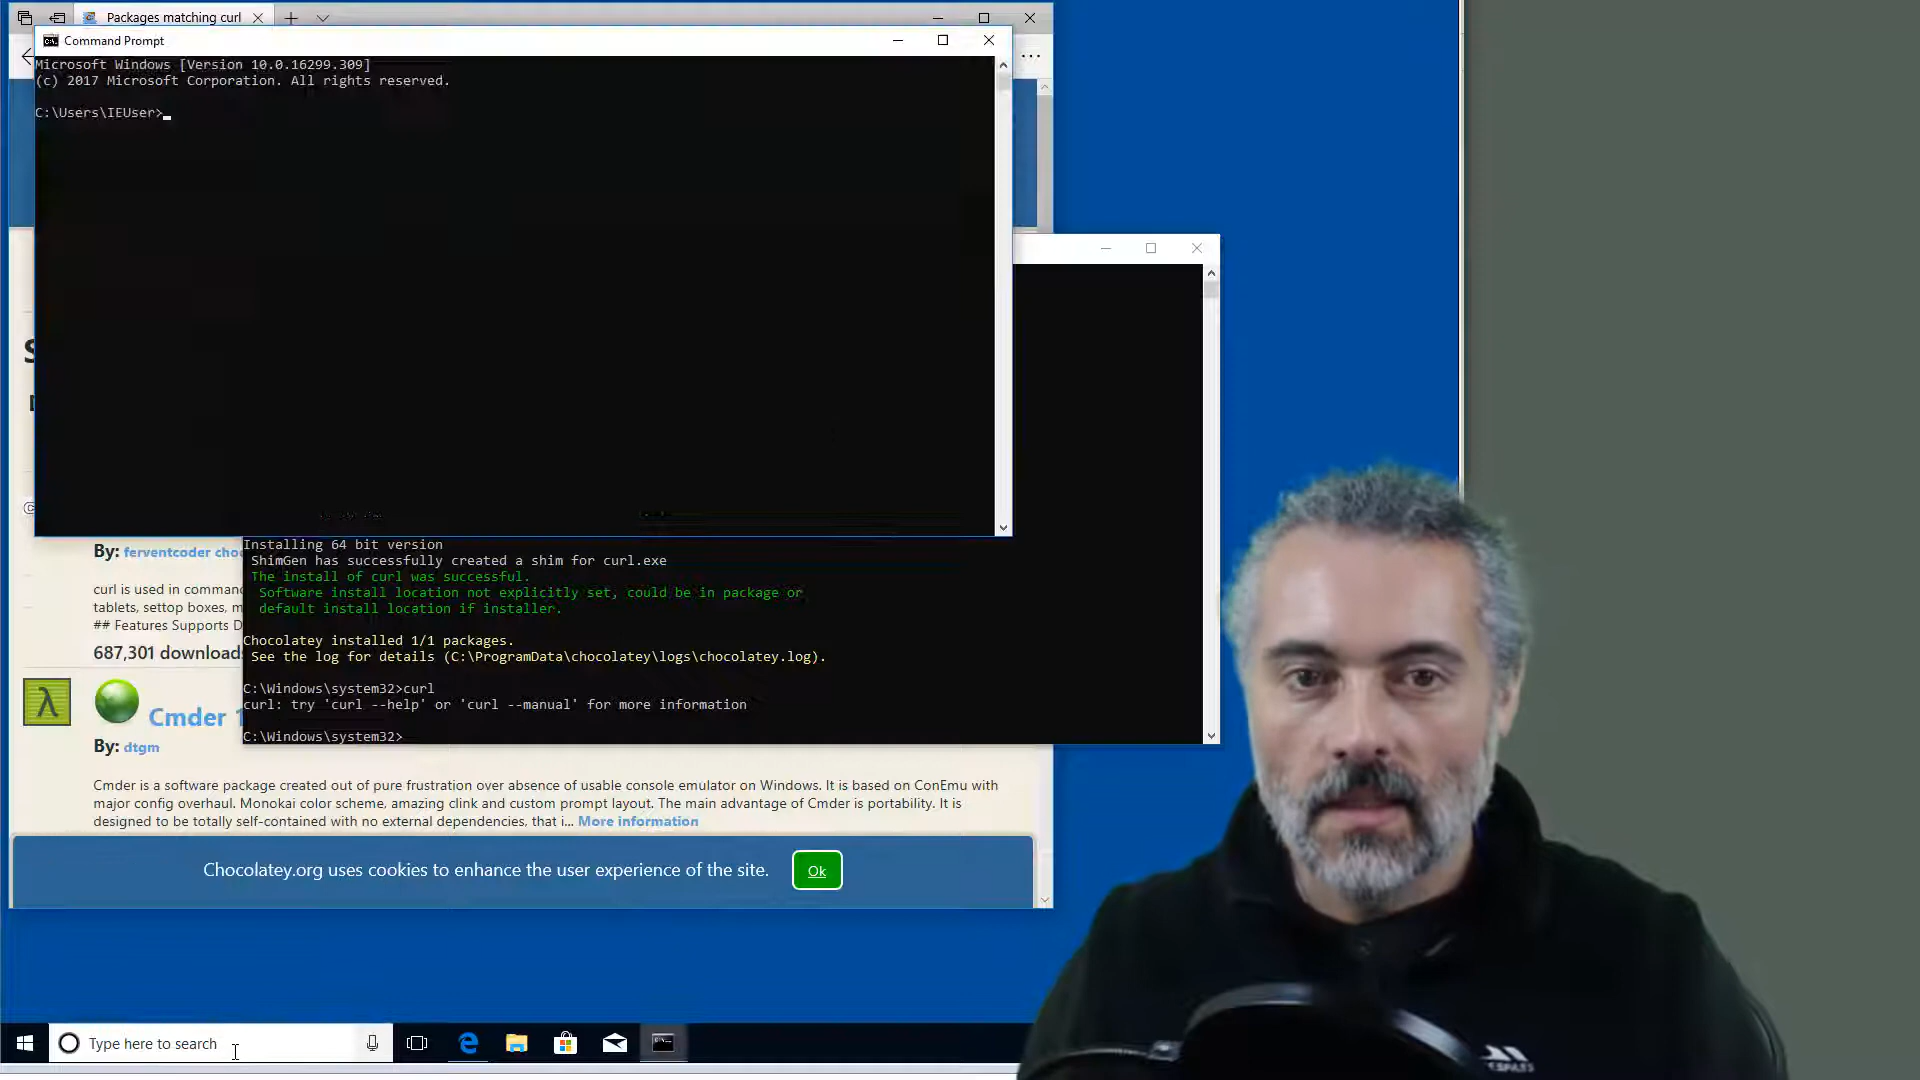 Packages matching curl
Command Prompt
Microsoft Windows [Version 10.0.16299.309]
(c) 2017 Microsoft Corporation. All rights reserved.
C:\Users\IEUser>
By: ferventcoder
curl is used in
tablets, settop boxes,
## Features Supports
687,301
Installing 64 bit version
ShimGen has successfully created a shim for curl.exe
The install of curl was successful.
Software install location not explicitly set, could be in package or
default install location if installer.
Chocolatey installed 1/1 packages.
See the log for details (C:\ProgramData\chocolatey\logs\chocolatey.log).
C:\Windows\system32>curl
curl: try 'curl --help' or 'curl --manual' for more information
C:\Windows\system32>
λ
Cmder
By: dtgm
Cmder is a software package created out of pure frustration over absence of usable console emulator on Windows. It is based on ConEmu with
major config overhaul. Monokai color scheme, amazing clink and custom prompt layout. The main advantage of Cmder is portability. It is
designed to be totally self-contained with no external dependencies, that i... More information
Chocolatey.org uses cookies to enhance the user experience of the site.
Ok
Type here to search